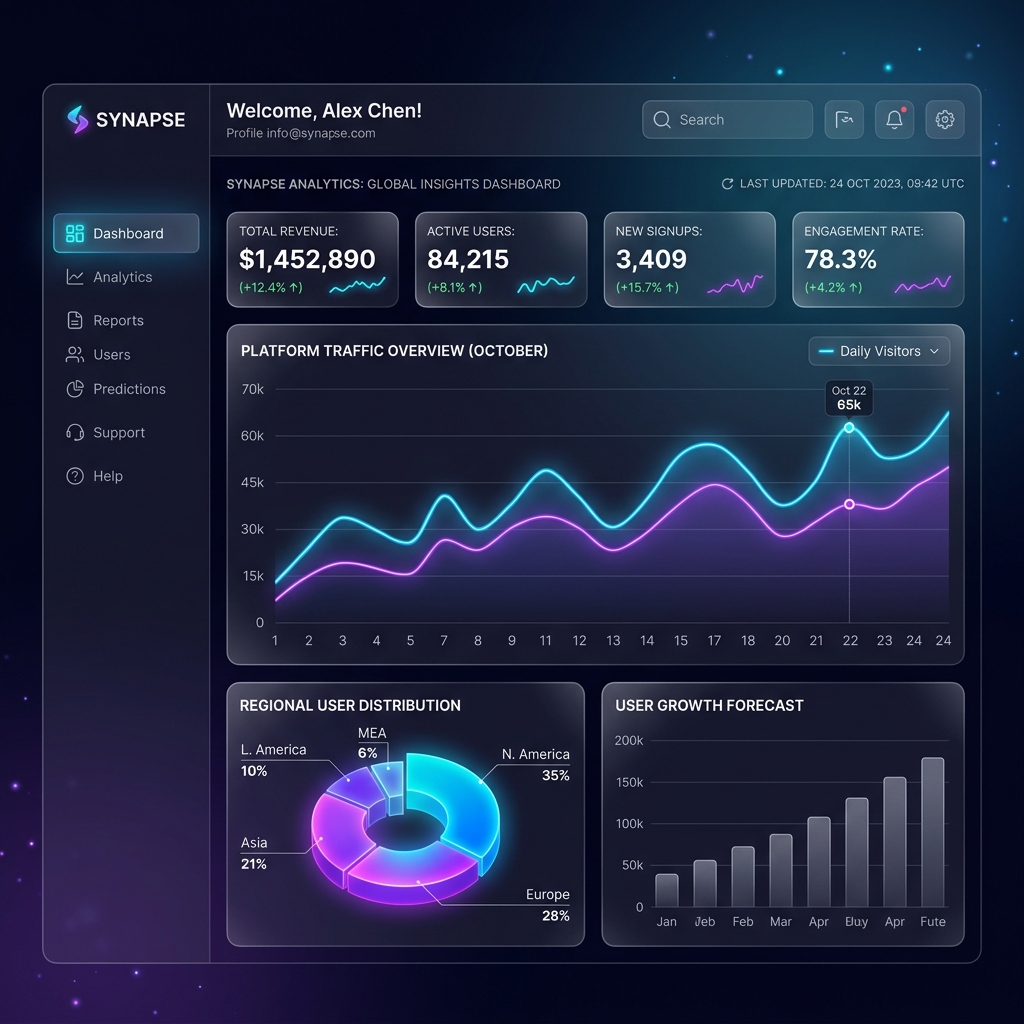 SYNAPSE
Welcome, Alex Chen!
Profile info@synapse.com
Search
SYNAPSE ANALYTICS: GLOBAL INSIGHTS DASHBOARD
LAST UPDATED: 24 OCT 2023, 09:42 UTC
Dashboard
Analytics
Reports
Users
Predictions
Support
Help
TOTAL REVENUE:
$1,452,890
(+12.4% ↑)
ACTIVE USERS:
84,215
(+8.1% ↑)
NEW SIGNUPS:
3,409
(+15.7% ↑)
ENGAGEMENT RATE:
78.3%
(+4.2% ↑)
PLATFORM TRAFFIC OVERVIEW (OCTOBER)
Daily Visitors
70k
60k
45k
30k
15k
0
Oct 22
65k
1 2 3 4 5 7 8 9 11 12 13 14 15 17 18 20 21 22 23 24 24
REGIONAL USER DISTRIBUTION
MEA
6%
L. America
10%
N. America
35%
Asia
21%
Europe
28%
USER GROWTH FORECAST
200k
150k
100k
50k
0
Jan Jeb Feb Mar Apr Apr Fute